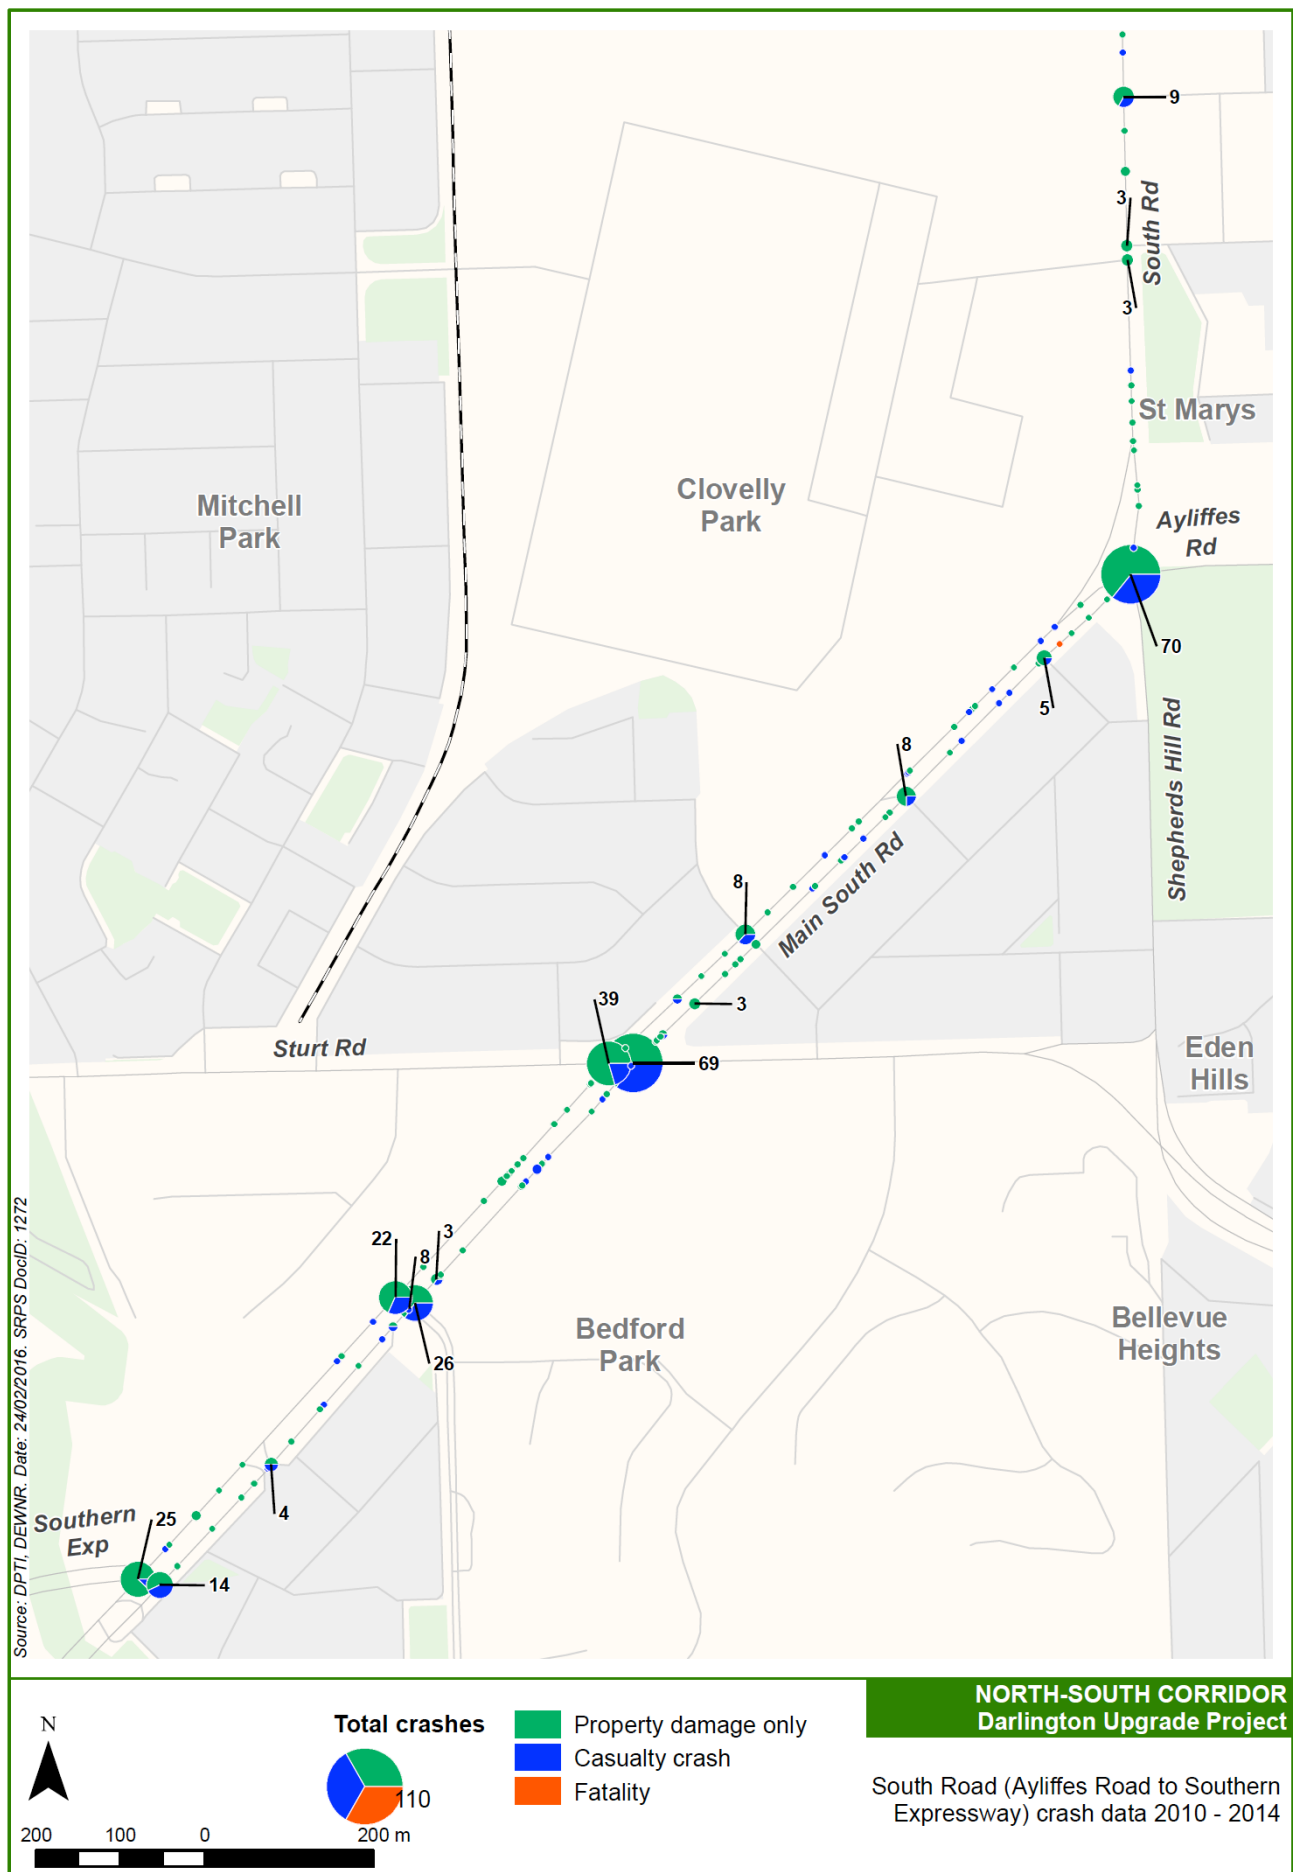 9
3
South Rd
3
St Marys
Mitchell
Park
Clovelly
Park
Ayliffes
Rd
70
5
8
Shepherds Hill Rd
Main South Rd
8
39
3
Sturt Rd
69
Eden
Hills
22
3
8
26
Bedford
Park
Bellevue
Heights
Southern
Exp
25
4
14
Source: DPTI, DEWNR. Date: 24/02/2016. SRPS DocID: 1272
N
200 100 0 200 m
Total crashes
110
Property damage only
Casualty crash
Fatality
NORTH-SOUTH CORRIDOR
Darlington Upgrade Project
South Road (Ayliffes Road to Southern
Expressway) crash data 2010 - 2014